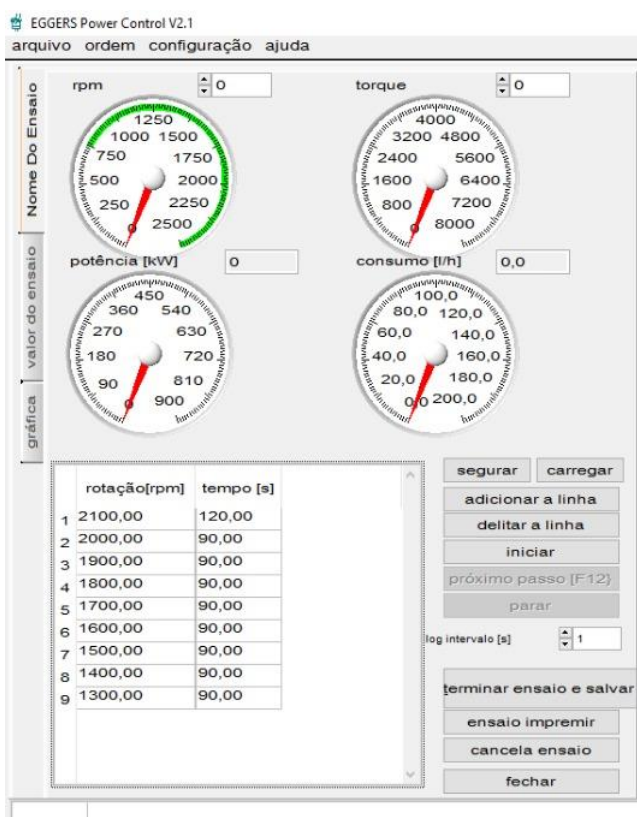 EGGERS Power Control V2.1
arquivo ordem configuração ajuda
Nome Do Ensaio
valor do ensaio
gráfica
rpm 0
1250
1000 1500
750 1750
500 2000
250 2250
0 2500
torque 0
4000
3200 4800
2400 5600
1600 6400
800 7200
8000
potência [kW] 0
450
360 540
270 630
180 720
90 810
0 900
consumo [l/h] 0,0
100,0
80,0 120,0
60,0 140,0
40,0 160,0
20,0 180,0
0,0 200,0
rotação[rpm] tempo [s]
1 2100,00 120,00
2 2000,00 90,00
3 1900,00 90,00
4 1800,00 90,00
5 1700,00 90,00
6 1600,00 90,00
7 1500,00 90,00
8 1400,00 90,00
9 1300,00 90,00
segurar carregar
adicionar a linha
delitar a linha
iniciar
próximo passo [F12}
parar
log intervalo [s] 1
terminar ensaio e salvar
ensaio imprimir
cancela ensaio
fechar